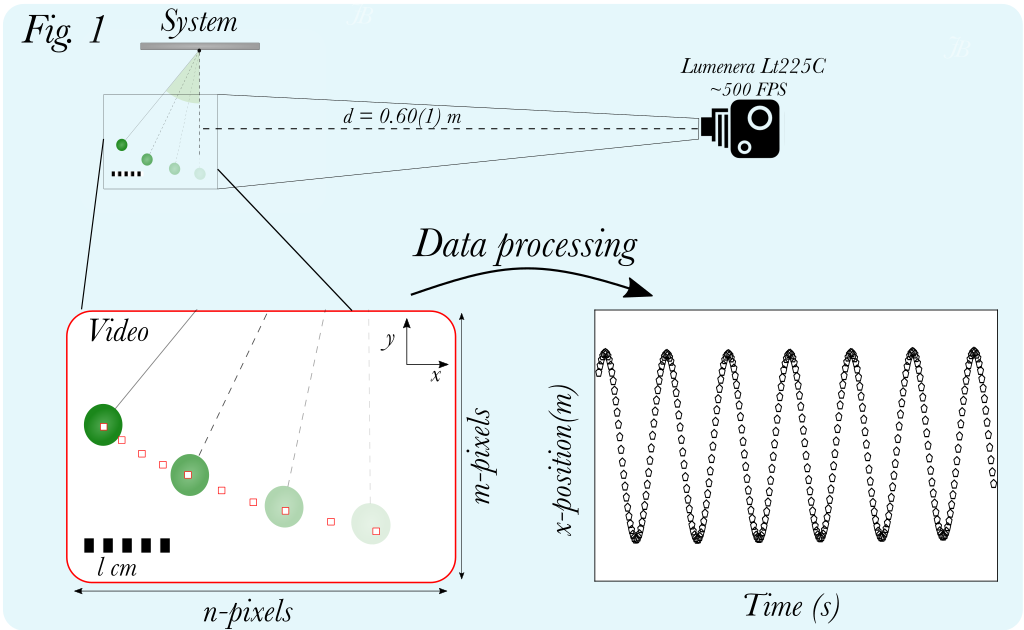 Fig. 1
System
Lumenera Lt225C
~500 FPS
d = 0.60(1) m
Data processing
Video
y
x
l cm
m-pixels
n-pixels
x-position(m)
Time (s)